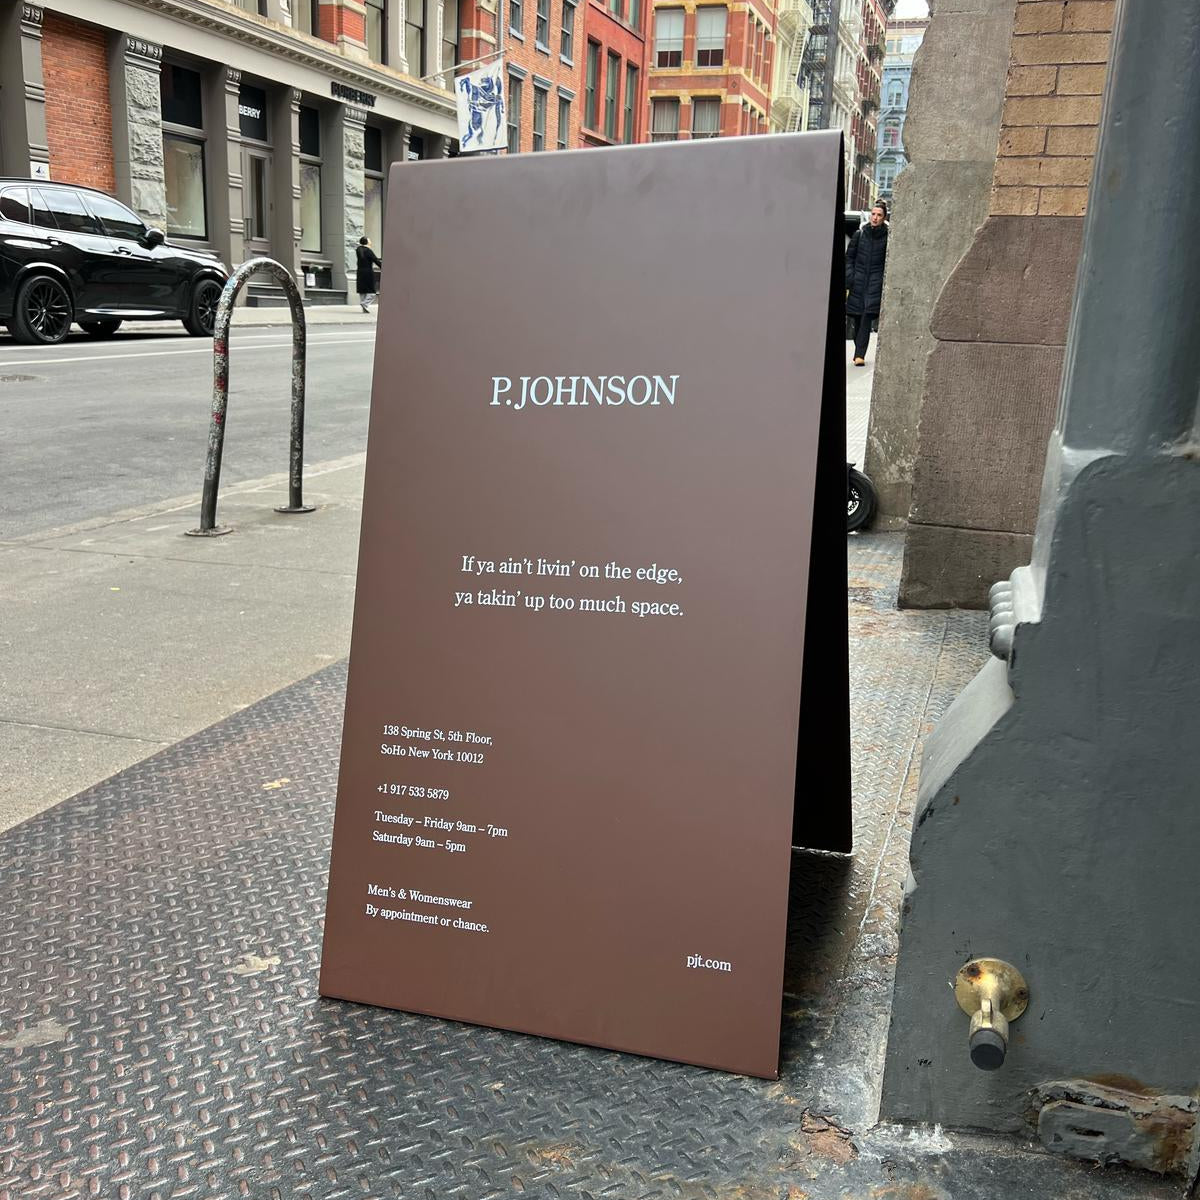 BURBERRY
BERRY
P.JOHNSON
If ya ain’t livin’ on the edge,
ya takin’ up too much space.
138 Spring St, 5th Floor,
SoHo New York 10012
+1 917 533 5879
Tuesday – Friday 9am – 7pm
Saturday 9am – 5pm
Men’s & Womenswear
By appointment or chance.
pjt.com